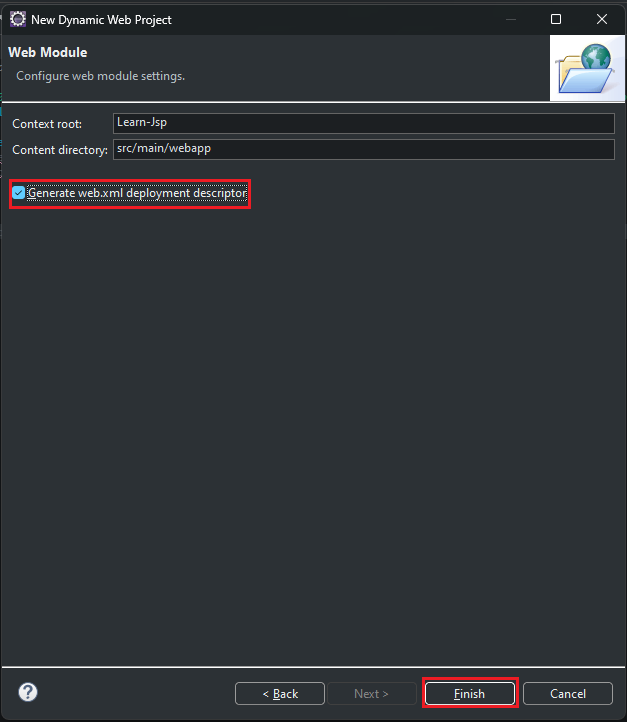 New Dynamic Web Project
Web Module
Configure web module settings.
Context root: Learn-Jsp
Content directory: src/main/webapp
Generate web.xml deployment descriptor
?
< Back Next > Finish Cancel